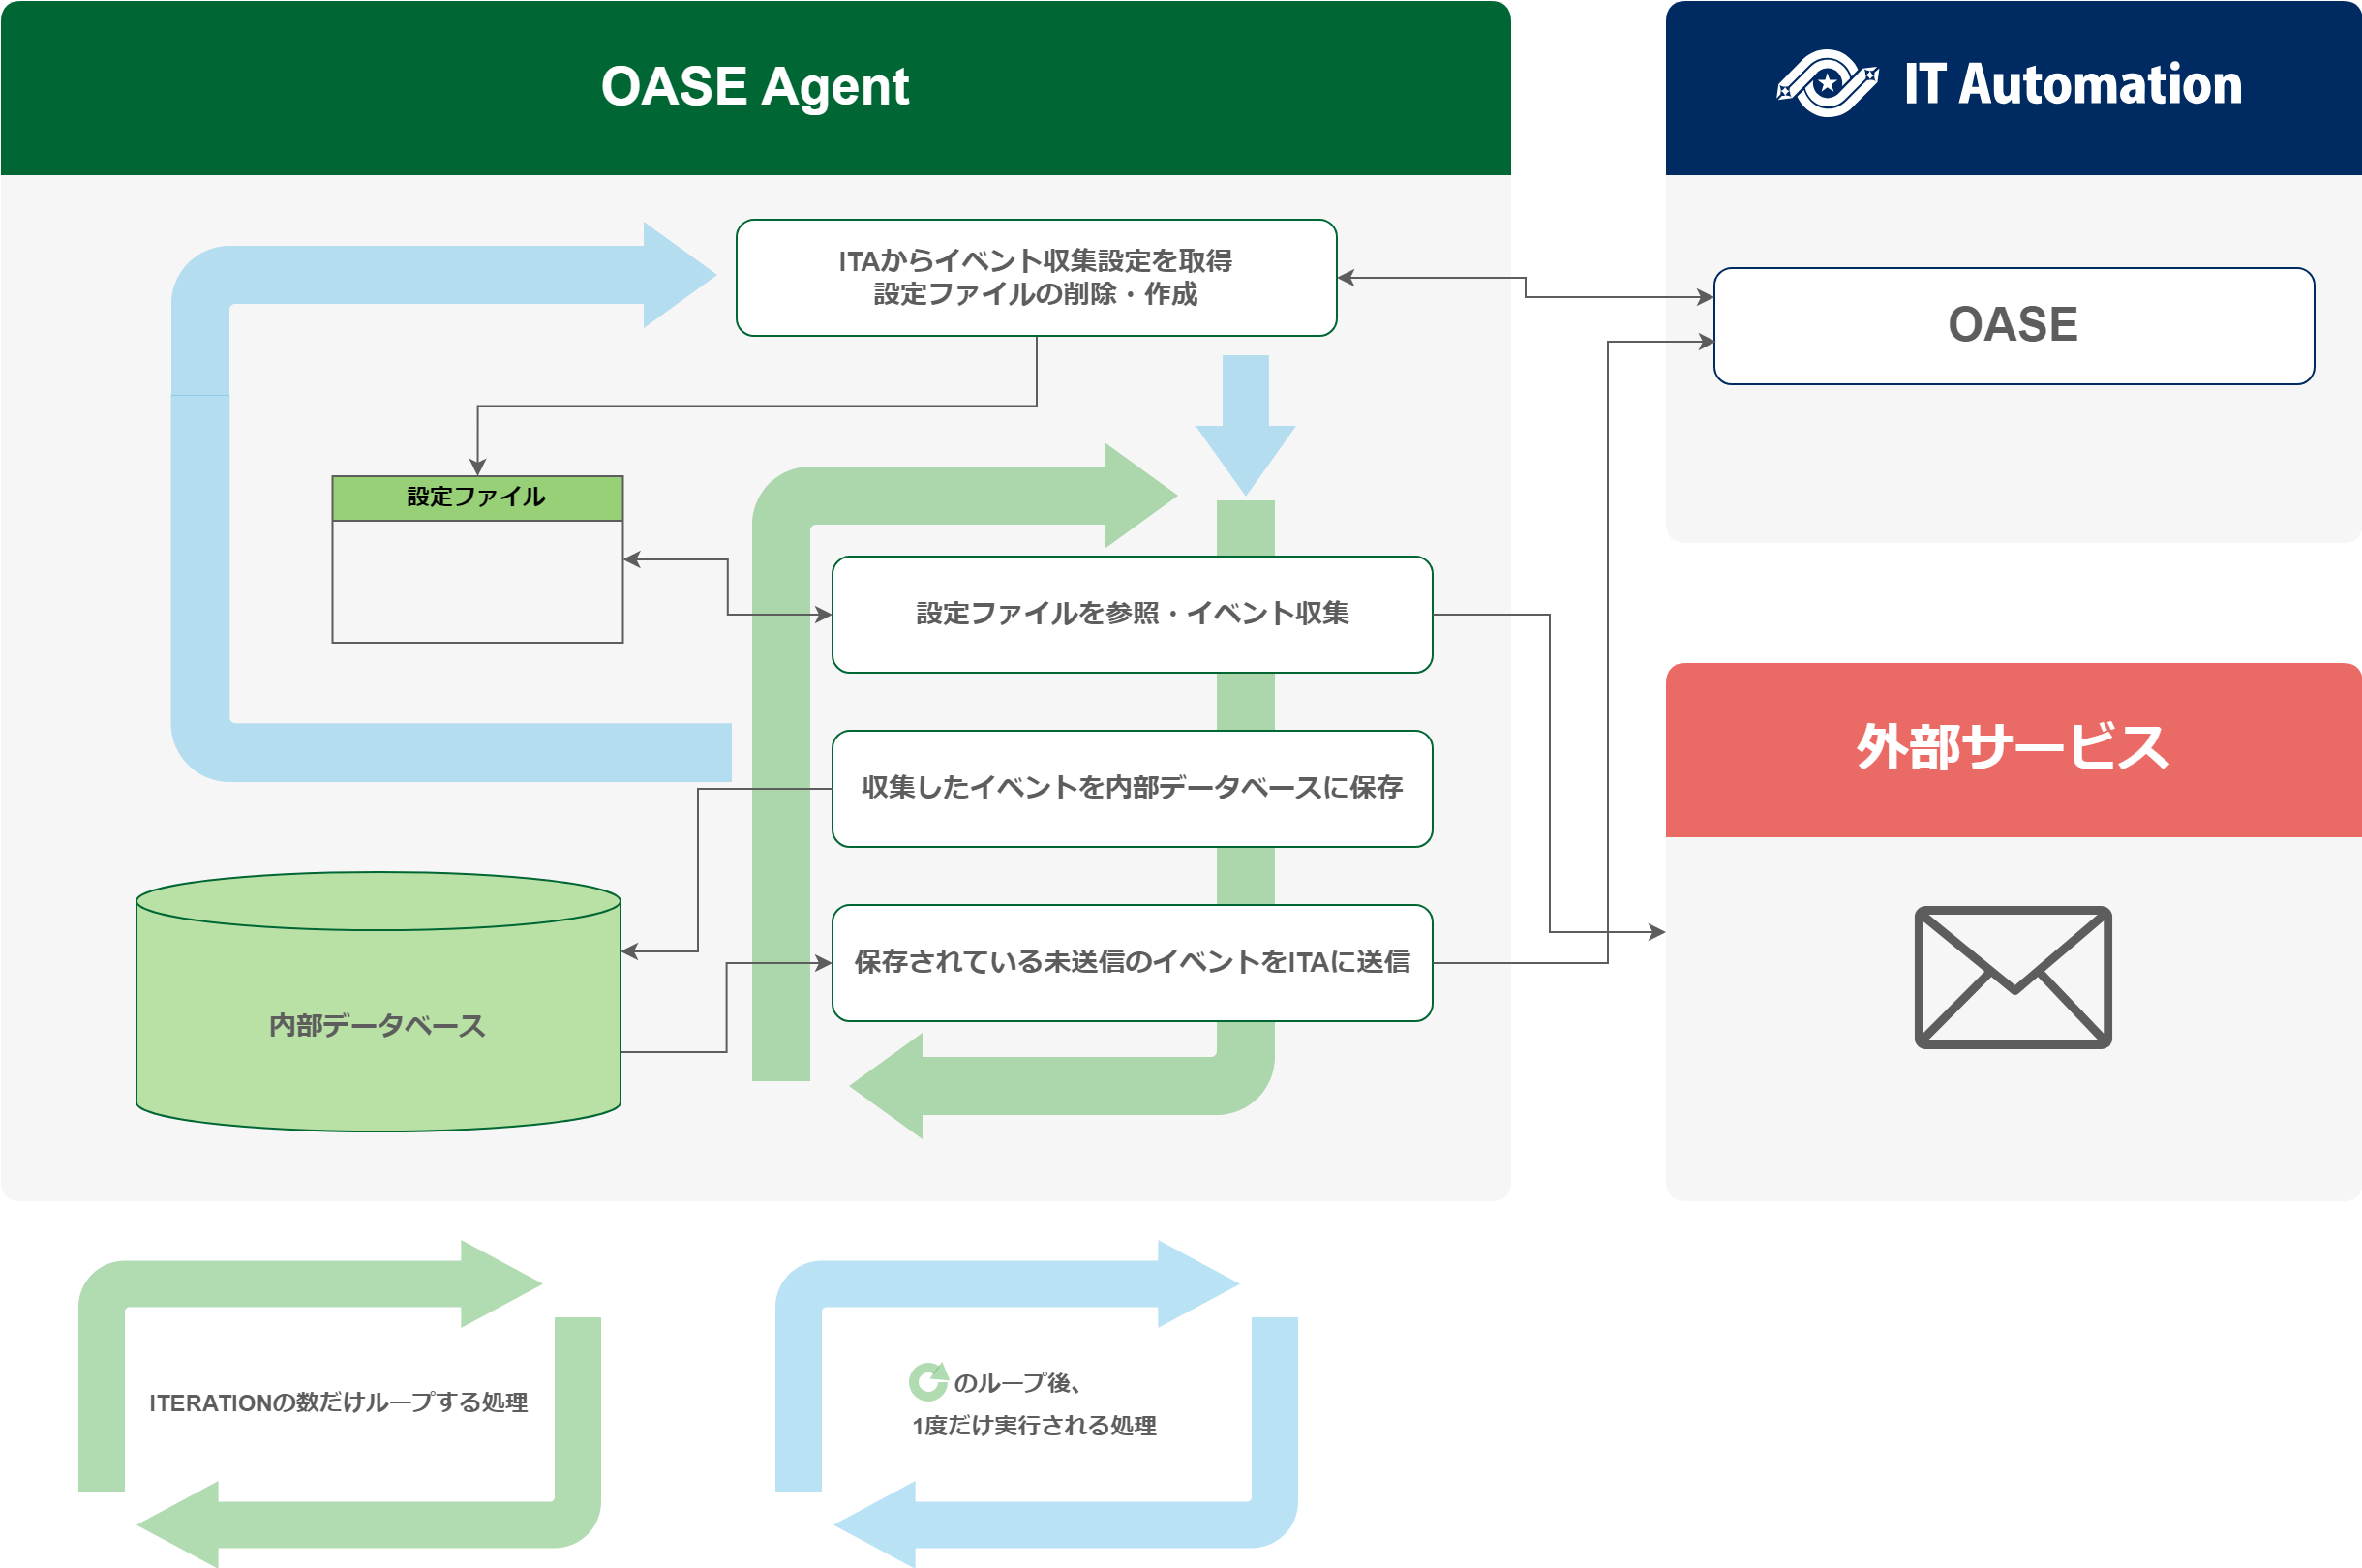 OASE Agent
IT Automation
ITAからイベント収集設定を取得
設定ファイルの削除・作成
OASE
設定ファイル
設定ファイルを参照・イベント収集
外部サービス
収集したイベントを内部データベースに保存
保存されている未送信のイベントをITAに送信
内部データベース
ITERATIONの数だけループする処理
のループ後、
1度だけ実行される処理